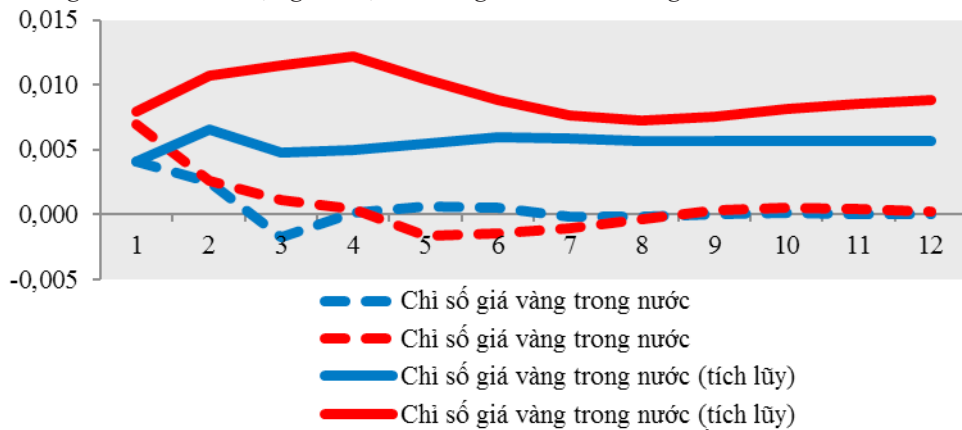 0,015
0,010
0,005
0,000
-0,005
1 2 3 4 5 6 7 8 9 10 11 12
Chỉ số giá vàng trong nước
Chỉ số giá vàng trong nước
Chỉ số giá vàng trong nước (tích lũy)
Chỉ số giá vàng trong nước (tích lũy)